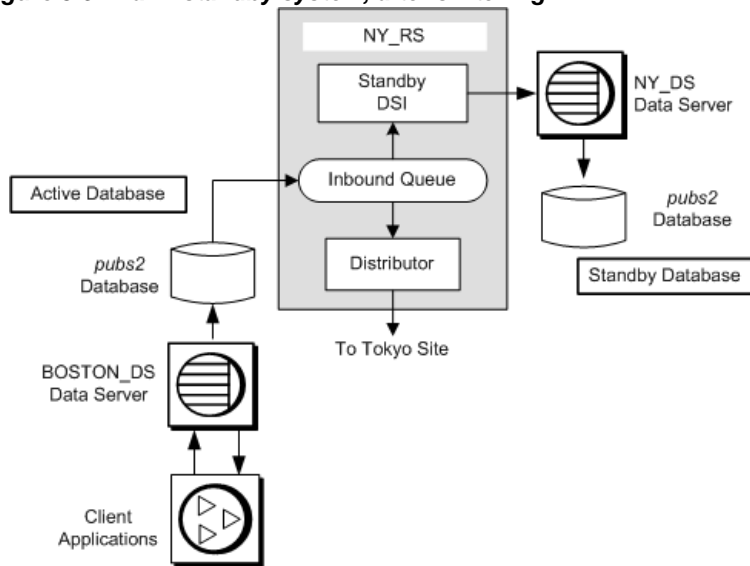 NY_RS
Standby
DSI
NY_DS
Data Server
Inbound Queue
Active Database
pubs2
Database
pubs2
Database
Distributor
Standby Database
To Tokyo Site
BOSTON_DS
Data Server
Client
Applications